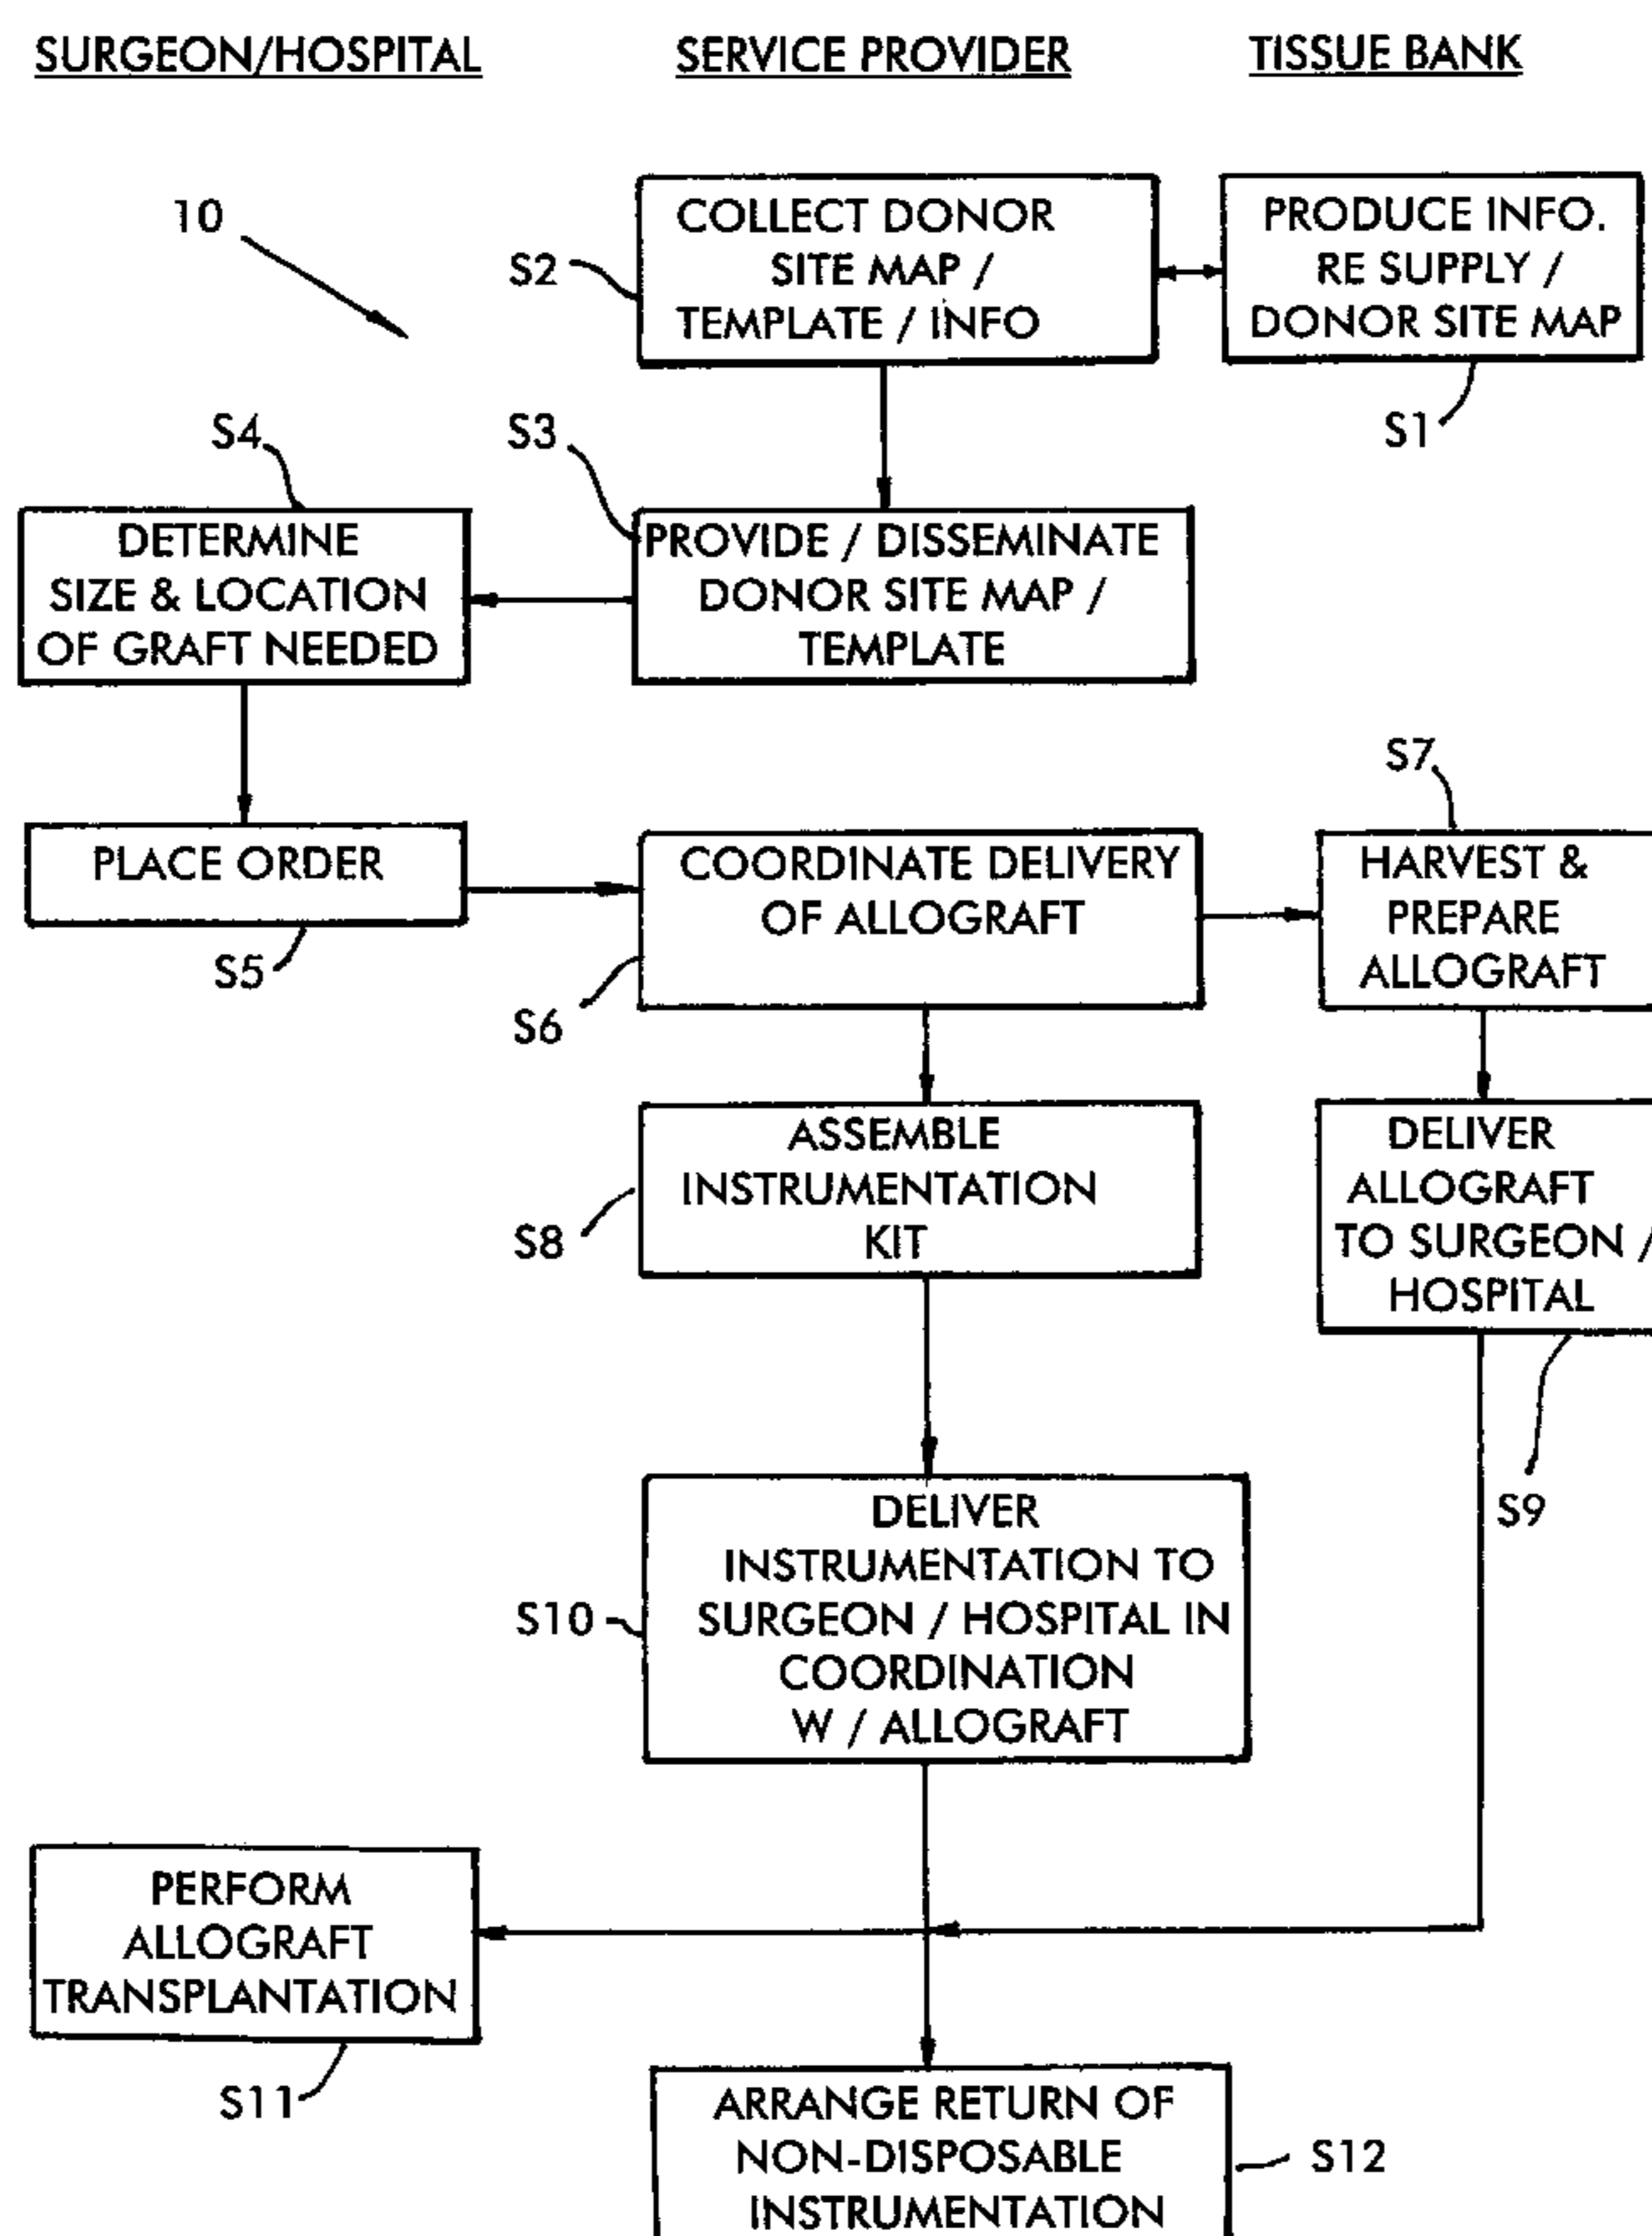 SURGEON/HOSPITAL
SERVICE PROVIDER
TISSUE BANK
10
S2
COLLECT DONOR
SITE MAP /
TEMPLATE / INFO
PRODUCE INFO.
RE SUPPLY /
DONOR SITE MAP
S1
S4
S3
DETERMINE
SIZE & LOCATION
OF GRAFT NEEDED
PROVIDE / DISSEMINATE
DONOR SITE MAP /
TEMPLATE
S7
PLACE ORDER
S5
COORDINATE DELIVERY
OF ALLOGRAFT
S6
HARVEST &
PREPARE
ALLOGRAFT
ASSEMBLE
INSTRUMENTATION
KIT
S8
DELIVER
ALLOGRAFT
TO SURGEON /
HOSPITAL
S9
DELIVER
INSTRUMENTATION TO
SURGEON / HOSPITAL IN
COORDINATION
W / ALLOGRAFT
S10
PERFORM
ALLOGRAFT
TRANSPLANTATION
S11
ARRANGE RETURN OF
NON-DISPOSABLE
INSTRUMENTATION
S12